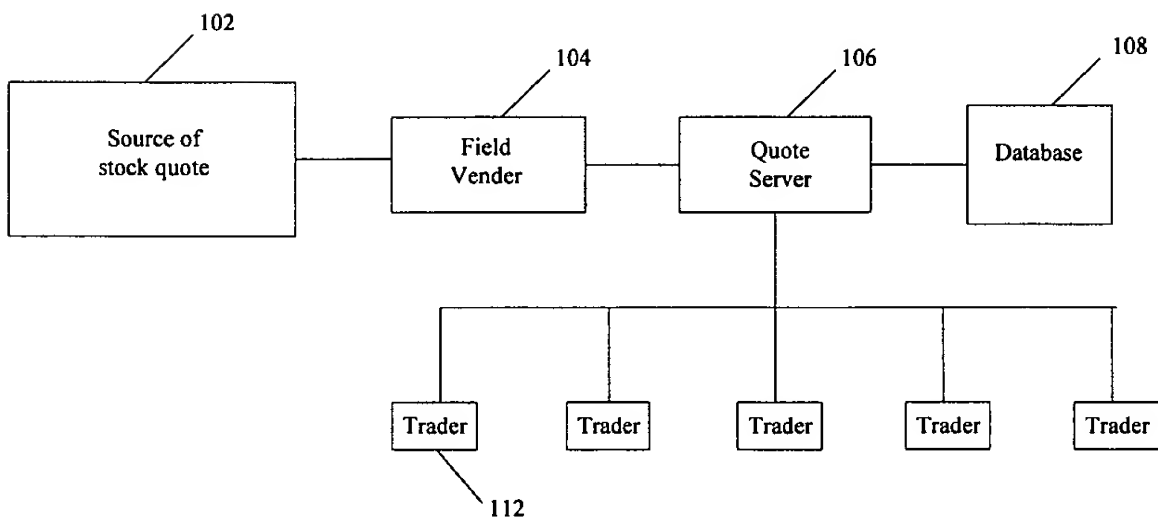 102
104
106
108
Source of
stock quote
Field
Vender
Quote
Server
Database
Trader
Trader
Trader
Trader
Trader
112